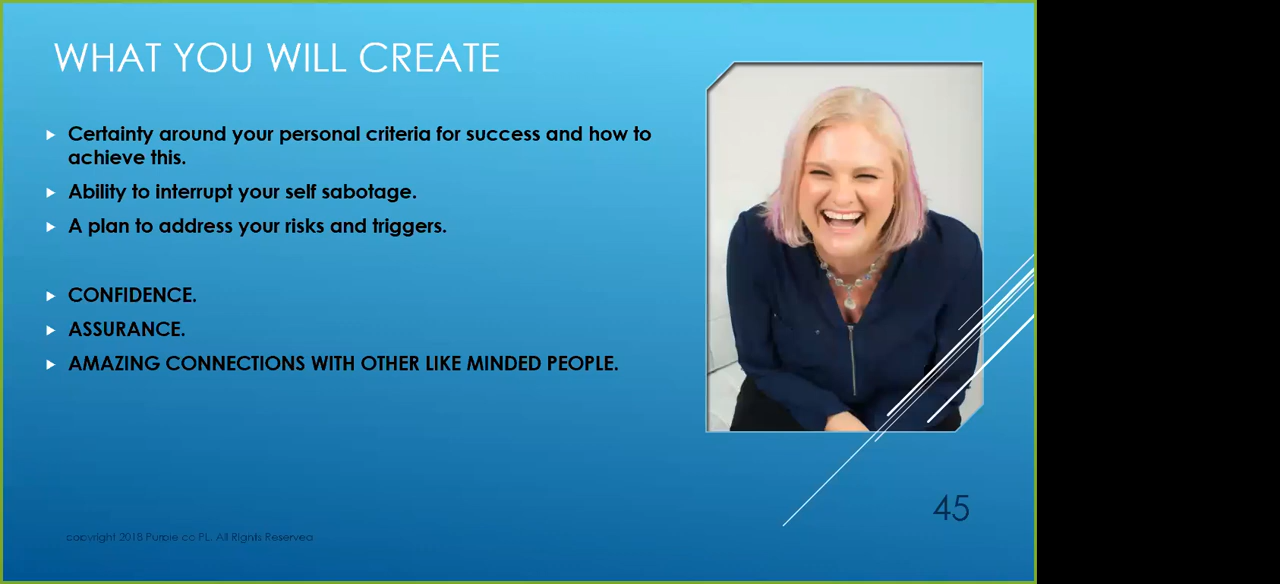 WHAT YOU WILL CREATE
Certainty around your personal criteria for success and how to
achieve this.
Ability to interrupt your self sabotage.
A plan to address your risks and triggers.
CONFIDENCE.
ASSURANCE.
AMAZING CONNECTIONS WITH OTHER LIKE MINDED PEOPLE.
45
copyright 2018 Purple co PL. All Rights Reserved